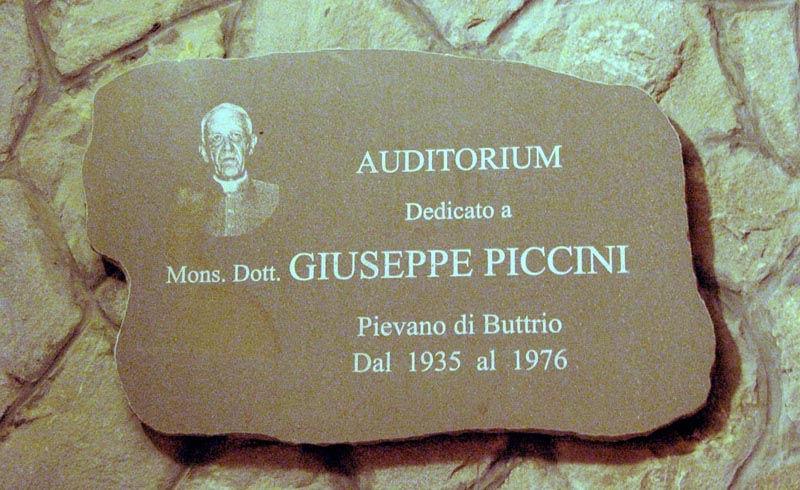 AUDITORIUM
Dedicato a
Mons. Dott. GIUSEPPE PICCINI
Pievano di Buttrio
Dal 1935 al 1976